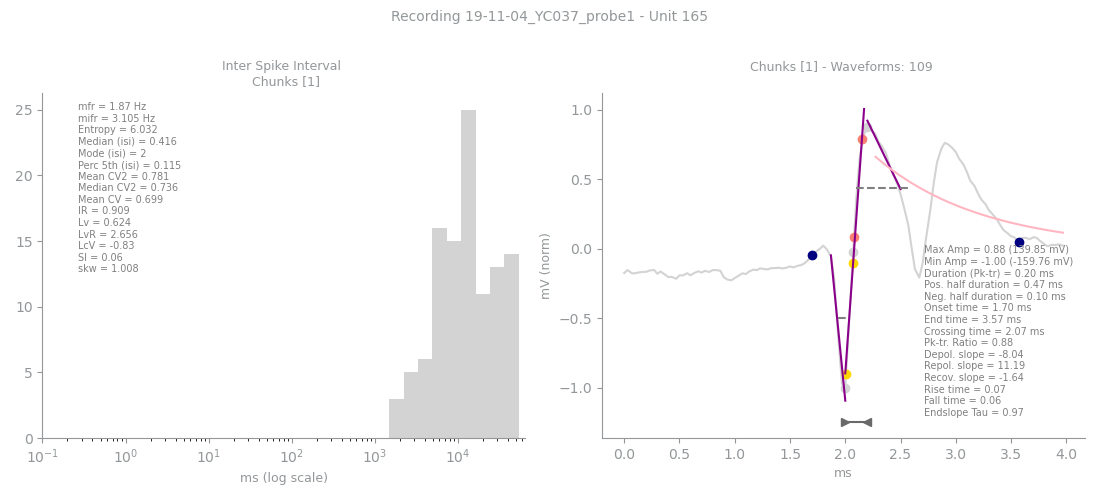 Recording 19-11-04_YC037_probe1 - Unit 165
Inter Spike Interval
Chunks [1]
25
20
15
10
5
0
mfr = 1.87 Hz
mifr = 3.105 Hz
Entropy = 6.032
Median (isi) = 0.416
Mode (isi) = 2
Perc 5th (isi) = 0.115
Mean CV2 = 0.781
Median CV2 = 0.736
Mean CV = 0.699
IR = 0.909
Lv = 0.624
LvR = 2.656
LcV = -0.83
SI = 0.06
skw = 1.008
10⁻¹ 10⁰ 10¹ 10² 10³ 10⁴
ms (log scale)
Chunks [1] - Waveforms: 109
mV (norm)
1.0
0.5
0.0
−0.5
−1.0
Max Amp = 0.88 (139.85 mV)
Min Amp = -1.00 (-159.76 mV)
Duration (Pk-tr) = 0.20 ms
Pos. half duration = 0.47 ms
Neg. half duration = 0.10 ms
Onset time = 1.70 ms
End time = 3.57 ms
Crossing time = 2.07 ms
Pk-tr. Ratio = 0.88
Depol. slope = -8.04
Repol. slope = 11.19
Recov. slope = -1.64
Rise time = 0.07
Fall time = 0.06
Endslope Tau = 0.97
0.0 0.5 1.0 1.5 2.0 2.5 3.0 3.5 4.0
ms